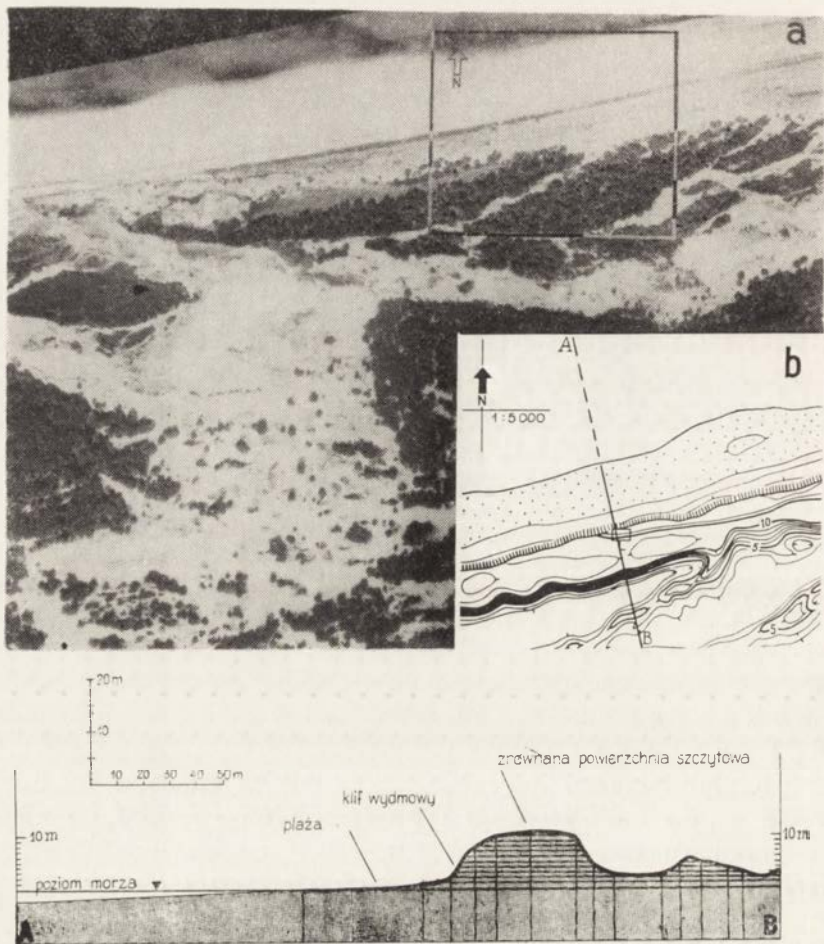 a
N
A
b
N
1:5000
10
5
5
B
20m
10
10 20 30 40 50m
zrównana powierzchnia szczytowa
klif wydmowy
plaża
10m
10m
poziom morza
A
B